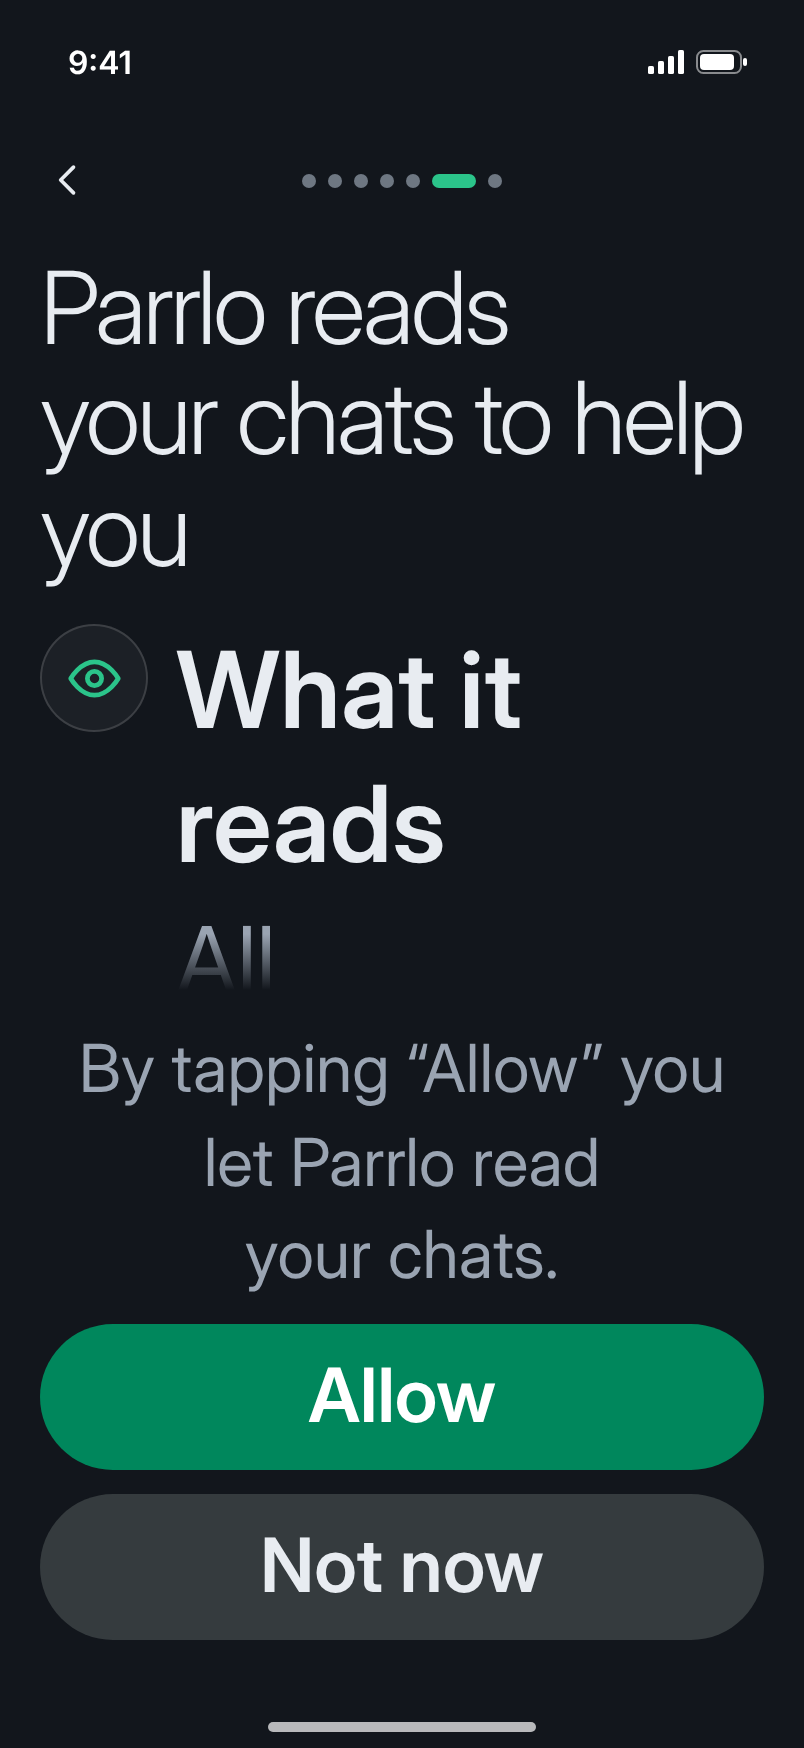 9:41
Parrlo reads
your chats to help
you
What it
reads
All
By tapping “Allow” you
let Parrlo read
your chats.
Allow
Not now